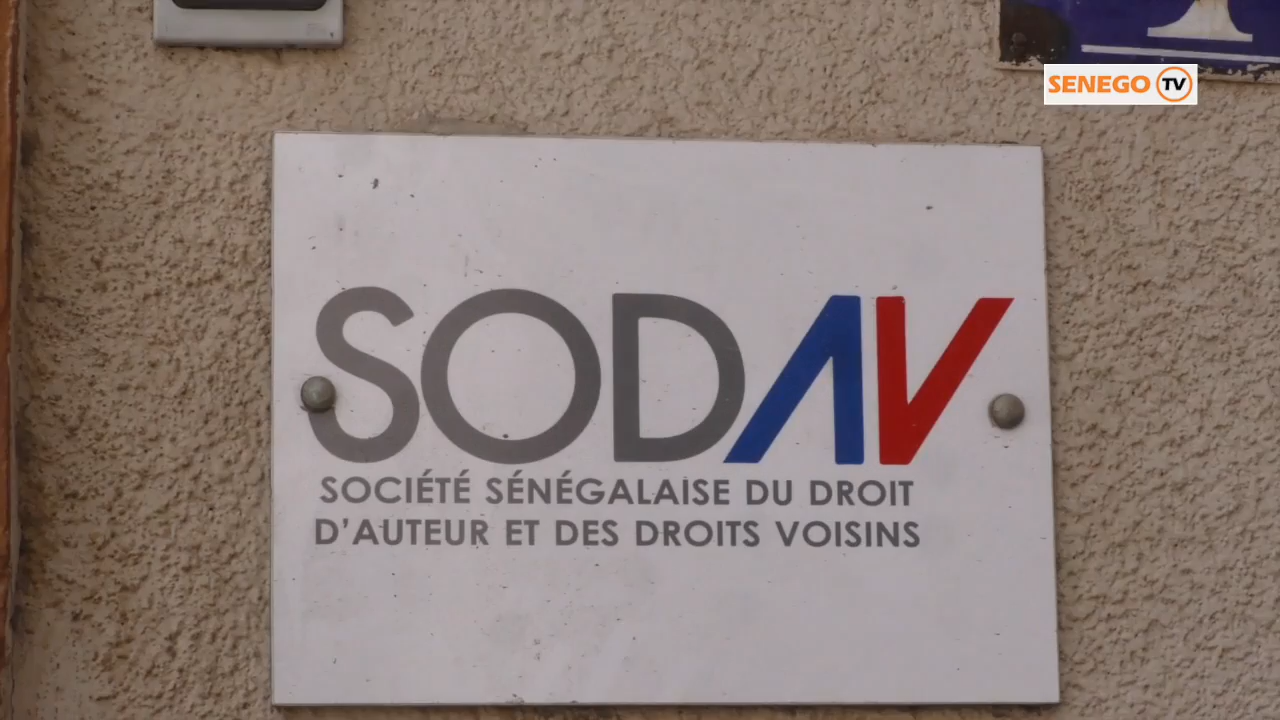 SENEGO TV
SODAV
SOCIÉTÉ SÉNÉGALAISE DU DROIT
D'AUTEUR ET DES DROITS VOISINS